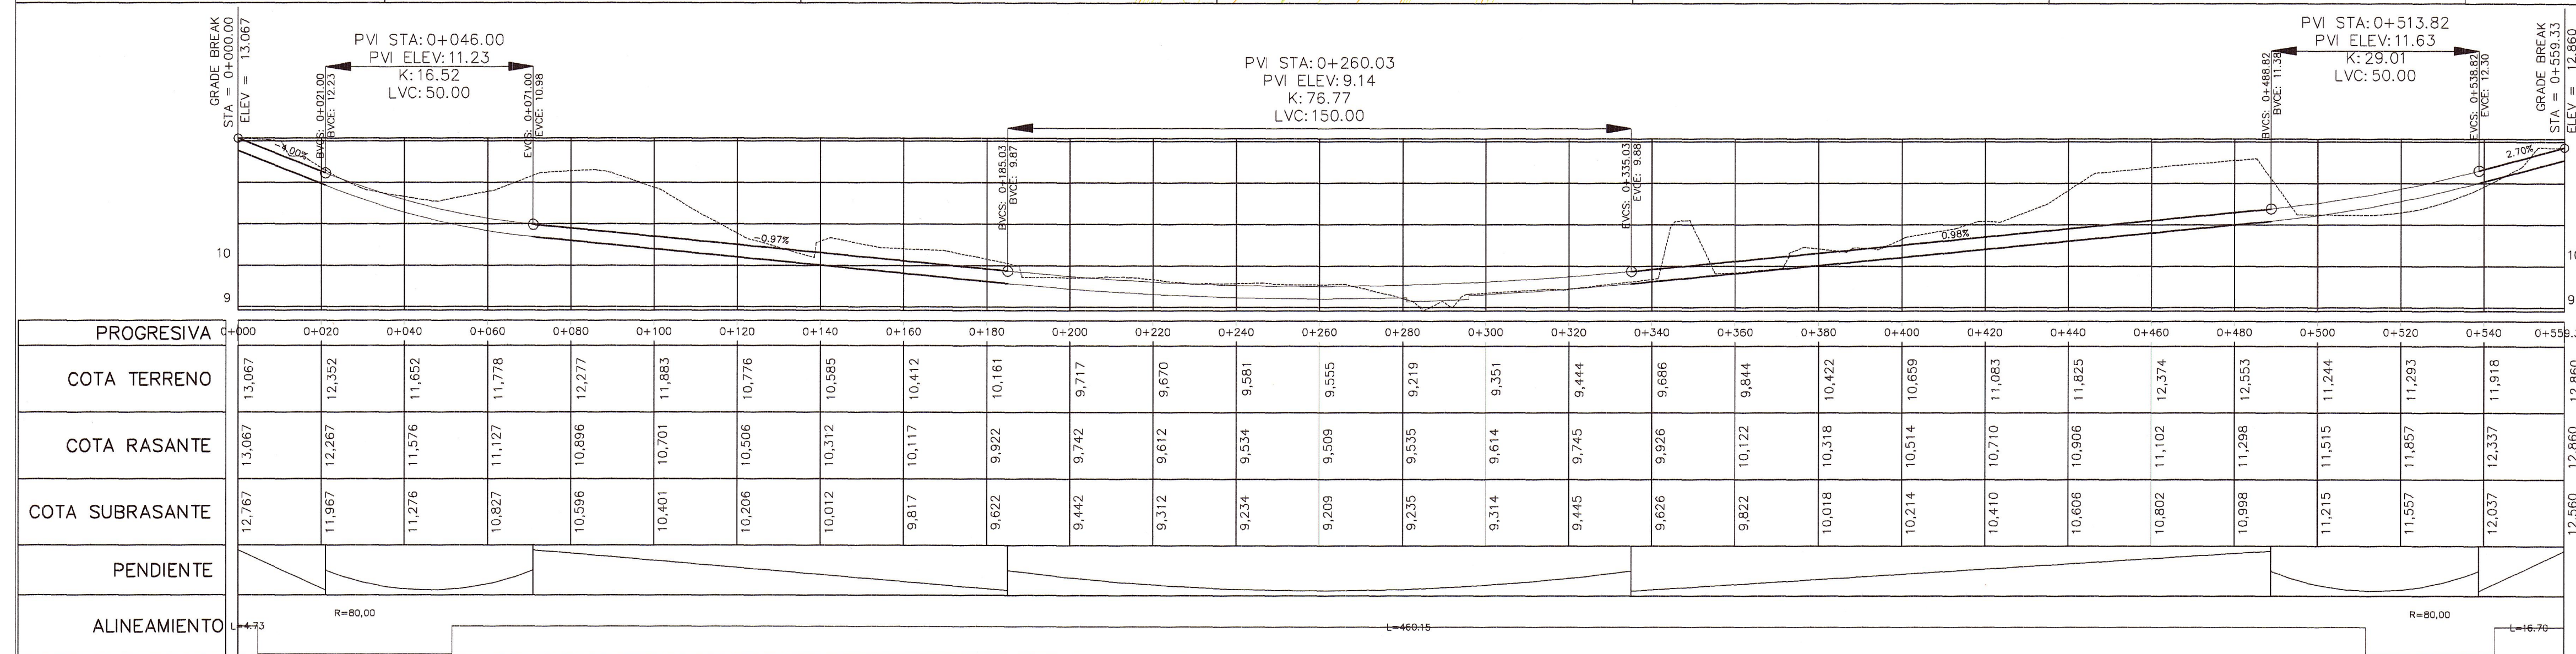 GRADE BREAK
STA = 0+000.00
ELEV = 13.067
PVI STA:0+046.00
PVI ELEV:11.23
K:16.52
LVC:50.00
BVCS: 0+021.00
BVCE: 12.23
EVCS: 0+071.00
EVCE: 10.98
PVI STA:0+260.03
PVI ELEV:9.14
K:76.77
LVC:150.00
BVCS: 0+185.03
BVCE: 9.87
EVCS: 0+335.03
EVCE: 9.88
PVI STA:0+513.82
PVI ELEV:11.63
K:29.01
LVC:50.00
BVCS: 0+488.82
BVCE: 11.38
EVCS: 0+538.82
EVCE: 12.30
GRADE BREAK
STA = 0+559.33
ELEV = 12.860
-4.00%
-0.97%
0.98%
2.70%
10
10
9
9
PROGRESIVA 0+000 0+020 0+040 0+060 0+080 0+100 0+120 0+140 0+160 0+180 0+200 0+220 0+240 0+260 0+280 0+300 0+320 0+340 0+360 0+380 0+400 0+420 0+440 0+460 0+480 0+500 0+520 0+540 0+559.3
COTA TERRENO 13,067 12,352 11,652 11,778 12,277 11,883 10,776 10,585 10,412 10,161 9,717 9,670 9,581 9,555 9,219 9,351 9,444 9,686 9,844 10,422 10,659 11,083 11,825 12,374 12,553 11,244 11,293 11,918 12,860
COTA RASANTE 13,067 12,267 11,576 11,127 10,896 10,701 10,506 10,312 10,117 9,922 9,742 9,612 9,534 9,509 9,535 9,614 9,745 9,926 10,122 10,318 10,514 10,710 10,906 11,102 11,298 11,515 11,857 12,337 12,860
COTA SUBRASANTE 12,767 11,967 11,276 10,827 10,596 10,401 10,206 10,012 9,817 9,622 9,442 9,312 9,234 9,209 9,235 9,314 9,445 9,626 9,822 10,018 10,214 10,410 10,606 10,802 10,998 11,215 11,557 12,037 12,560
PENDIENTE
ALINEAMIENTO L=4.73 R=80,00 L=460.15 R=80,00 L=16.70